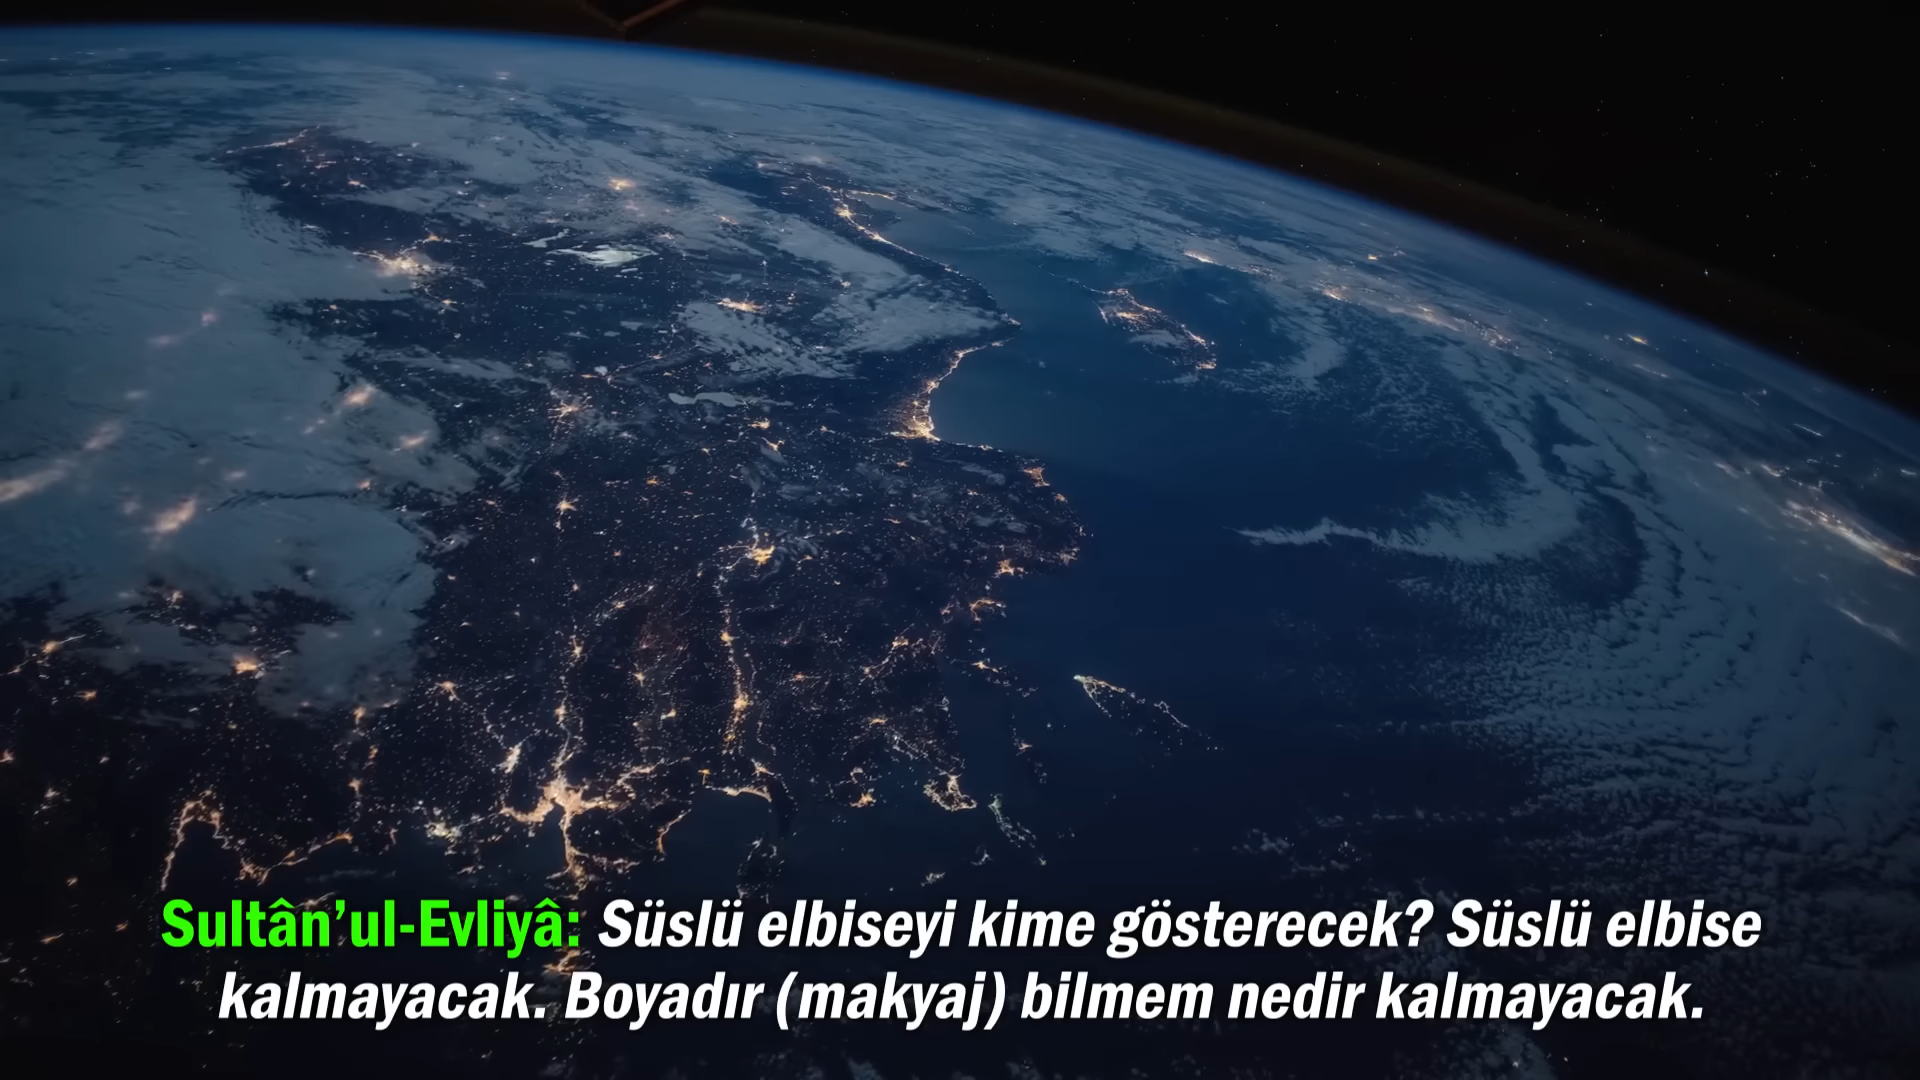 Sultân’ul-Evliyâ: Süslü elbiseyi kime gösterecek? Süslü elbise
kalmayacak. Boyadır (makyaj) bilmem nedir kalmayacak.